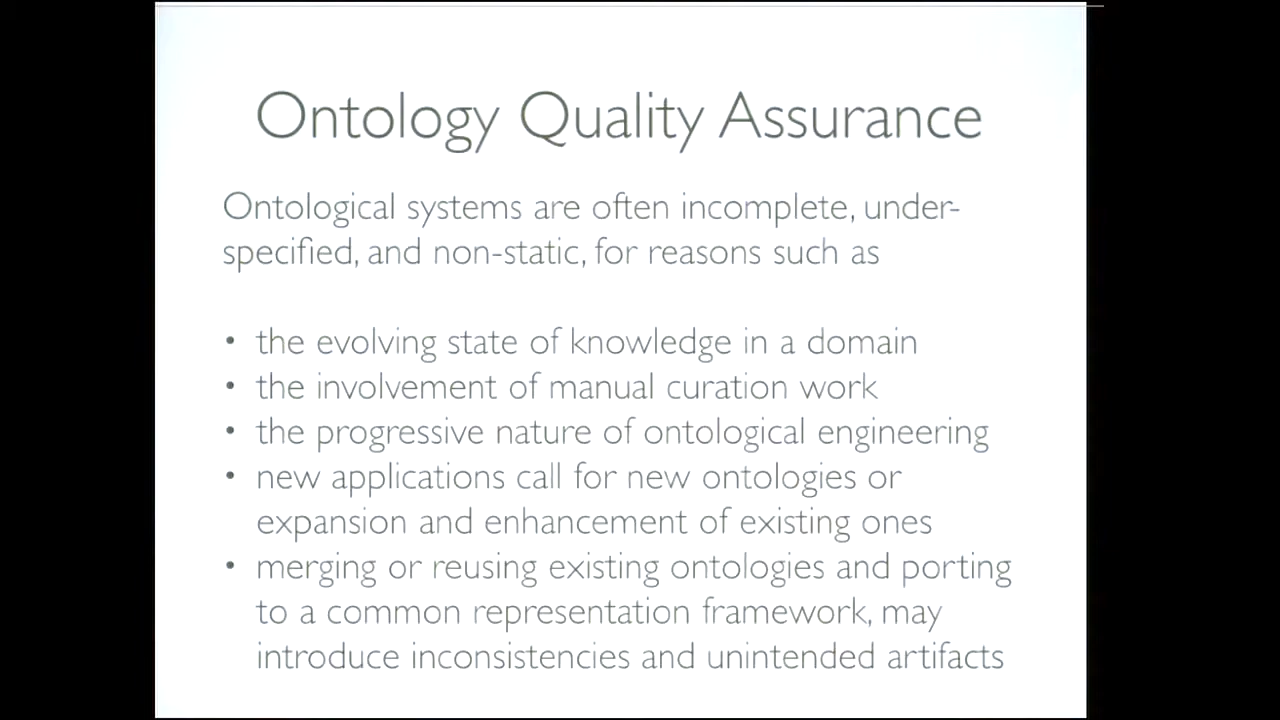 Ontology Quality Assurance
Ontological systems are often incomplete, under-
specified, and non-static, for reasons such as
• the evolving state of knowledge in a domain
• the involvement of manual curation work
• the progressive nature of ontological engineering
• new applications call for new ontologies or
expansion and enhancement of existing ones
• merging or reusing existing ontologies and porting
to a common representation framework, may
introduce inconsistencies and unintended artifacts